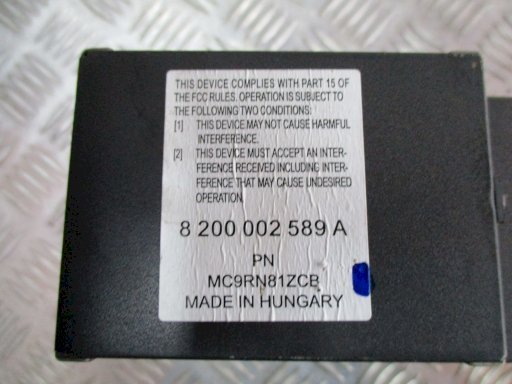 THIS DEVICE COMPLIES WITH PART 15 OF
THE FCC RULES. OPERATION IS SUBJECT TO
THE FOLLOWING TWO CONDITIONS:
[1] THIS DEVICE MAY NOT CAUSE HARMFUL
INTERFERENCE.
[2] THIS DEVICE MUST ACCEPT AN INTER-
FERENCE RECEIVED INCLUDING INTER-
FERENCE THAT MAY CAUSE UNDESIRED
OPERATION.
8 200 002 589 A
PN
MC9RN81ZCB
MADE IN HUNGARY